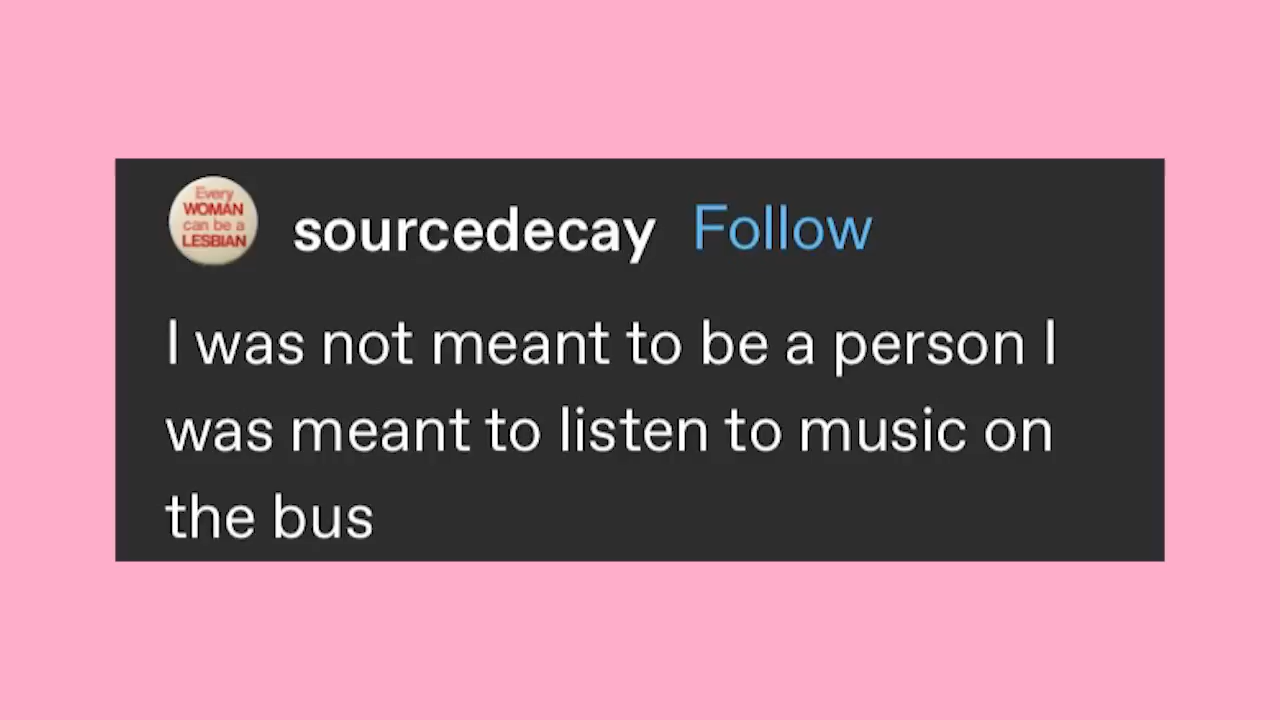 Every
WOMAN
can be a
LESBIAN
sourcedecay Follow
I was not meant to be a person I
was meant to listen to music on
the bus